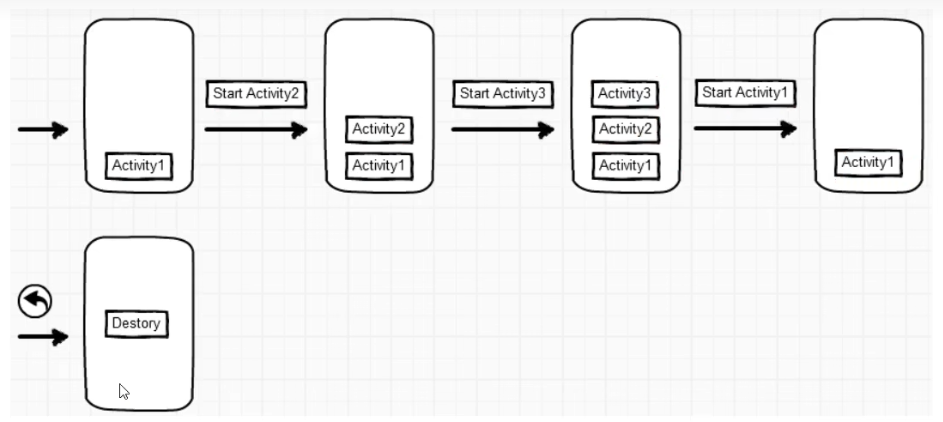 Start Activity2
Start Activity3
Activity3
Start Activity1
Activity2
Activity2
Activity1
Activity1
Activity1
Activity1
Destory